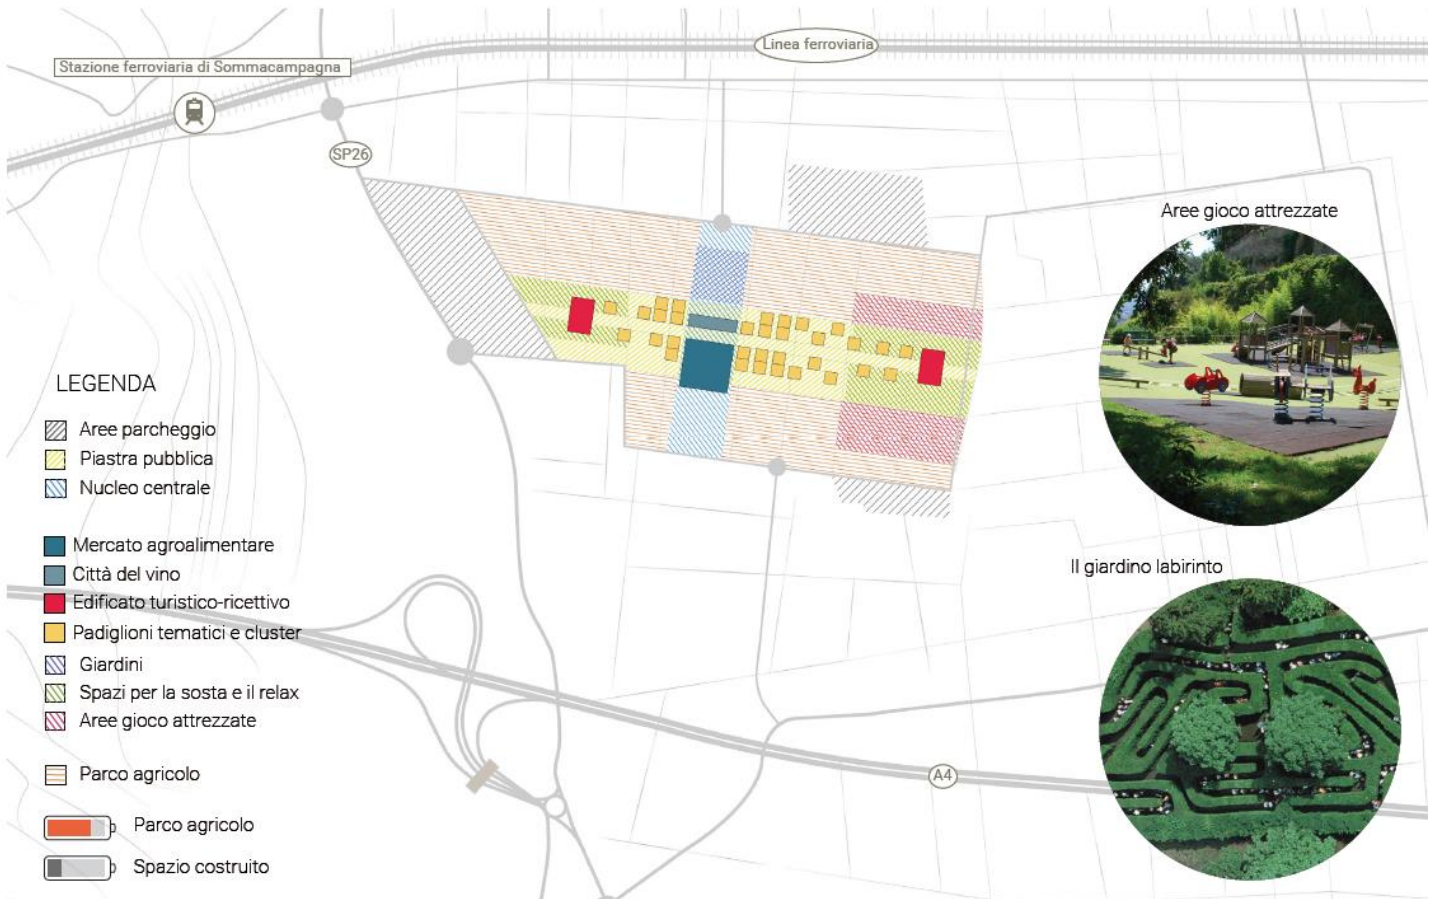 Linea ferroviaria
Stazione ferroviaria di Sommacampagna
SP26
Aree gioco attrezzate
LEGENDA
Aree parcheggio
Piastra pubblica
Nucleo centrale
Mercato agroalimentare
Città del vino
Edificato turistico-ricettivo
Padiglioni tematici e cluster
Giardini
Spazi per la sosta e il relax
Aree gioco attrezzate
Parco agricolo
Parco agricolo
Spazio costruito
Il giardino labirinto
A4